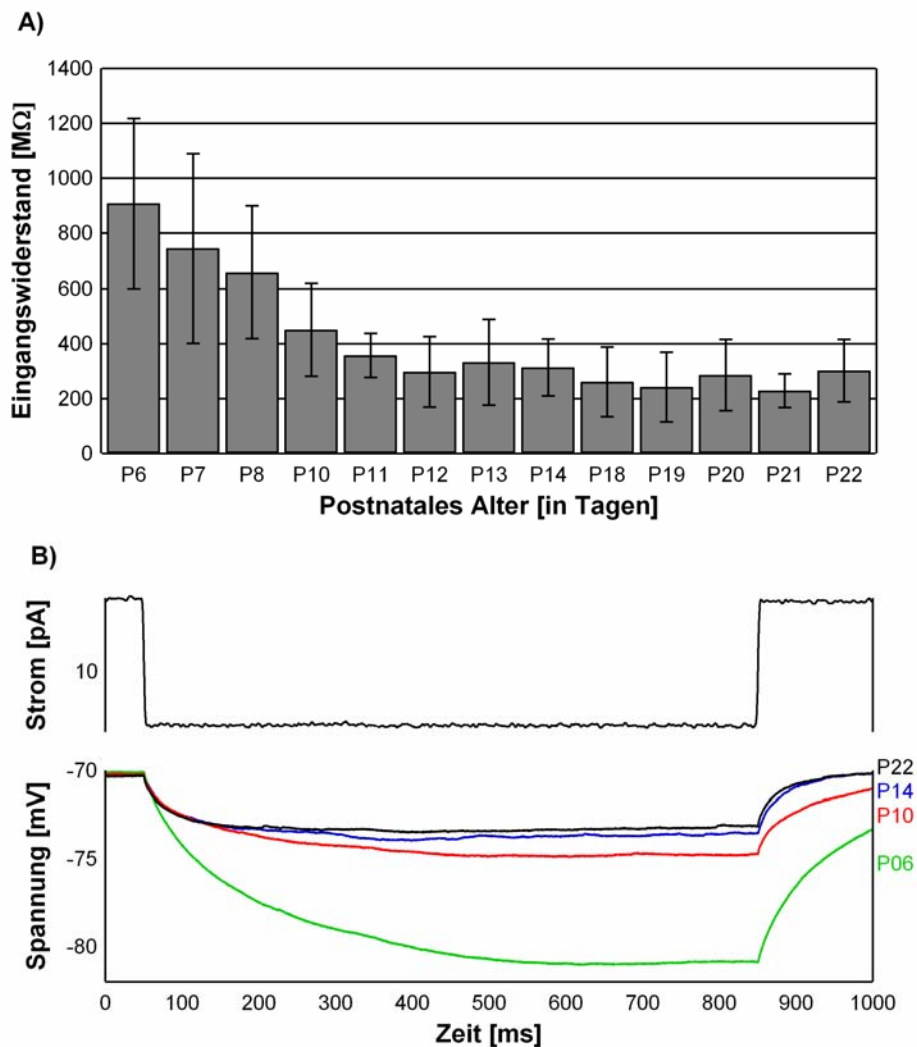 A)
Eingangswiderstand [MΩ]
1400
1200
1000
800
600
400
200
0
P6 P7 P8 P10 P11 P12 P13 P14 P18 P19 P20 P21 P22
Postnatales Alter [in Tagen]
B)
Strom [pA]
10
Spannung [mV]
-70
-75
-80
P22
P14
P10
P06
0 100 200 300 400 500 600 700 800 900 1000
Zeit [ms]